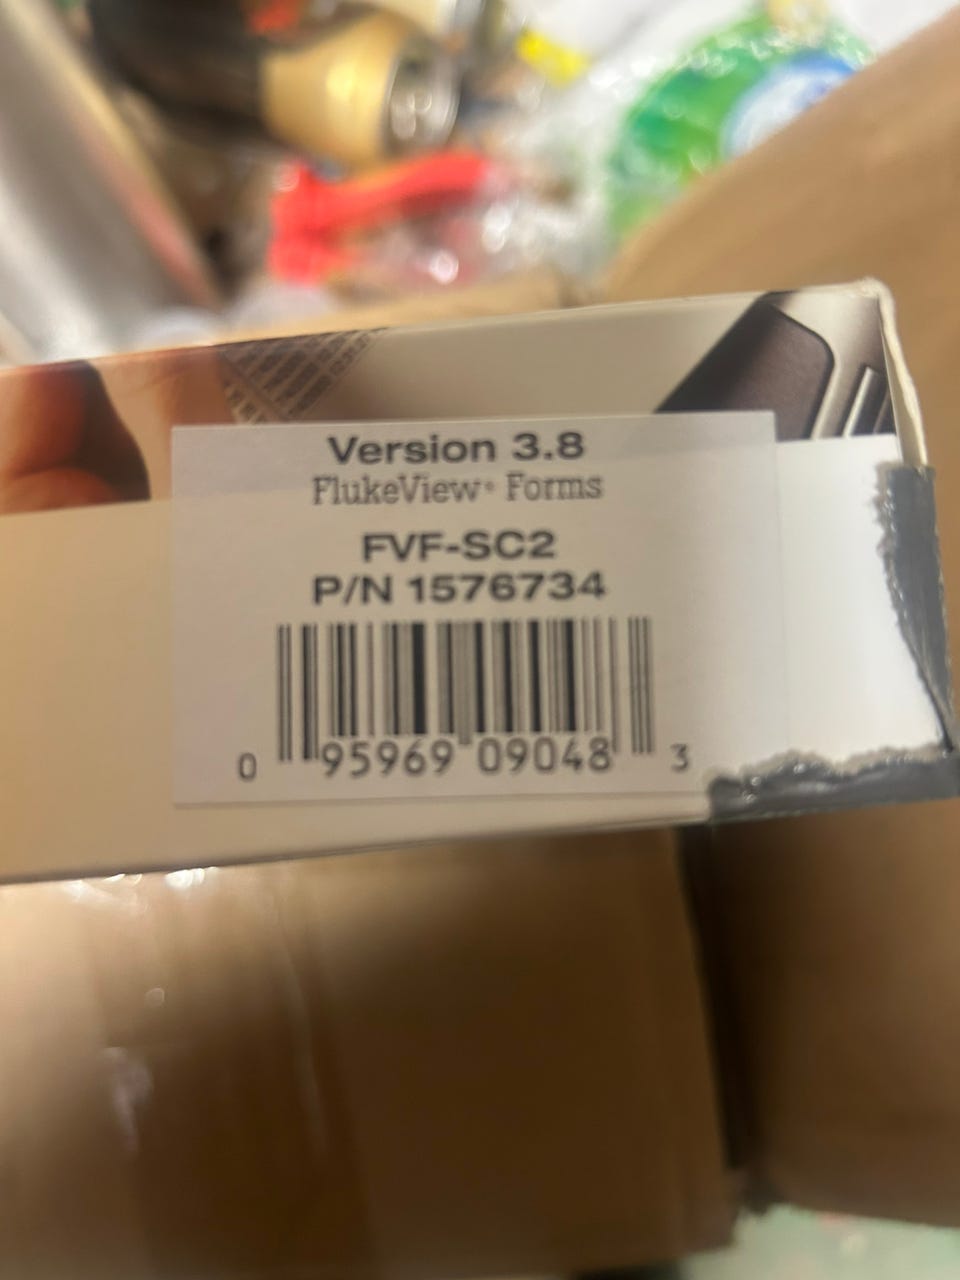 Version 3.8
FlukeView® Forms
FVF-SC2
P/N 1576734
0 95969 09048 3